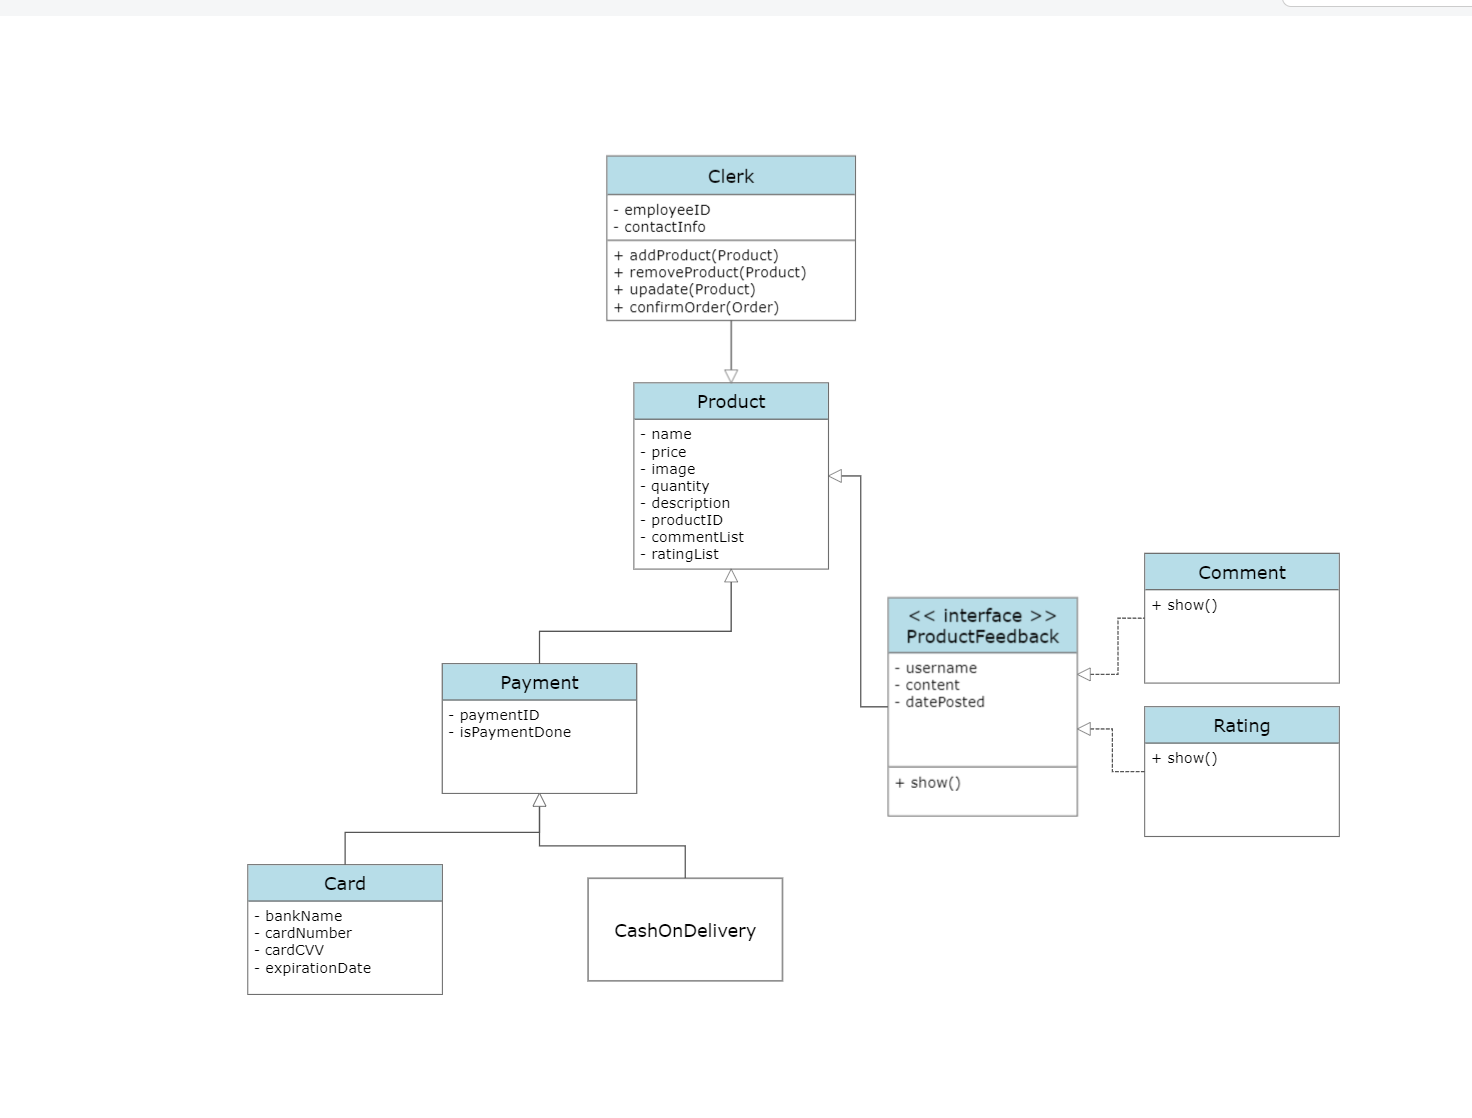 Clerk
- employeeID
- contactInfo
+ addProduct(Product)
+ removeProduct(Product)
+ upadate(Product)
+ confirmOrder(Order)
Product
- name
- price
- image
- quantity
- description
- productID
- commentList
- ratingList
Comment
+ show()
<< interface >>
ProductFeedback
- username
- content
- datePosted
+ show()
Rating
+ show()
Payment
- paymentID
- isPaymentDone
Card
- bankName
- cardNumber
- cardCVV
- expirationDate
CashOnDelivery